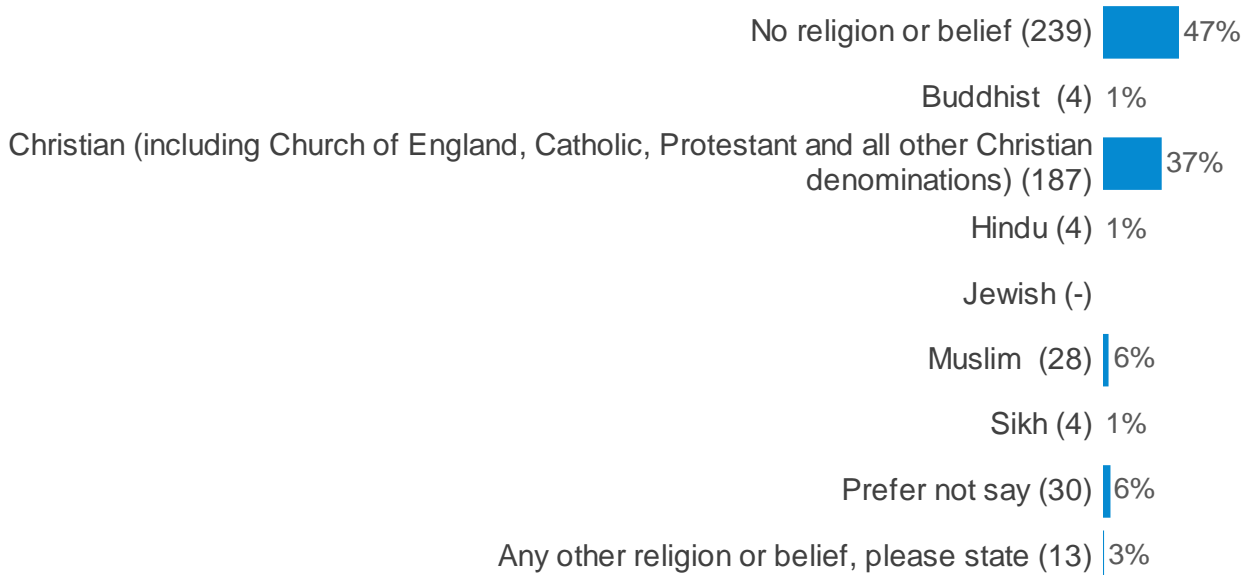 No religion or belief (239) 47%
Buddhist (4) 1%
Christian (including Church of England, Catholic, Protestant and all other Christian
denominations) (187) 37%
Hindu (4) 1%
Jewish (-)
Muslim (28) 6%
Sikh (4) 1%
Prefer not say (30) 6%
Any other religion or belief, please state (13) 3%